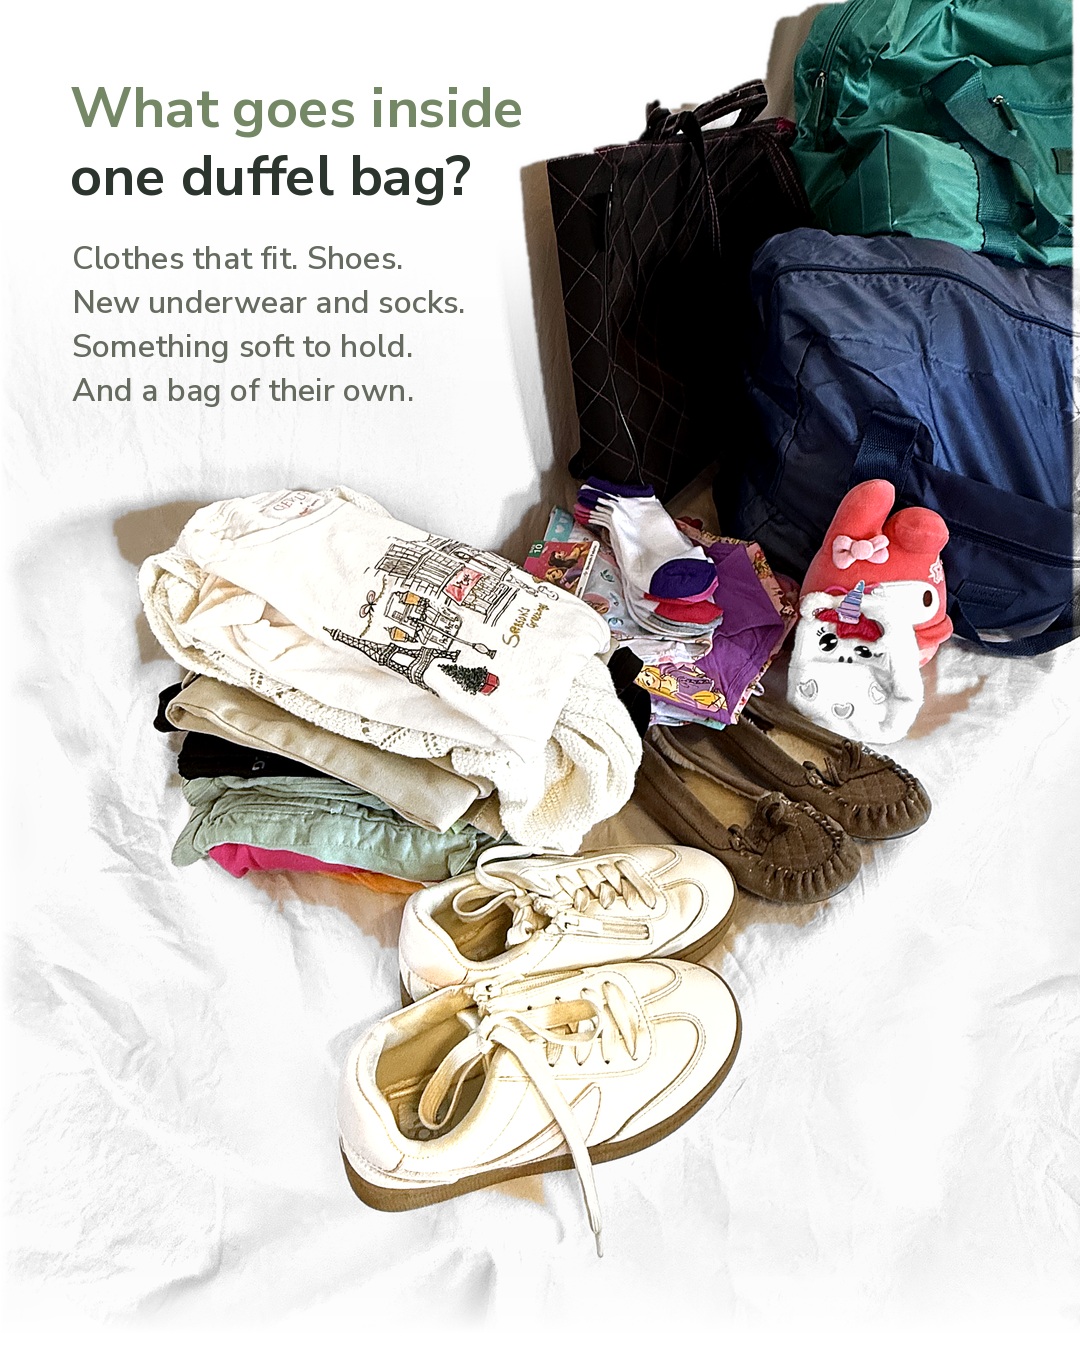 What goes inside
one duffel bag?
Clothes that fit. Shoes.
New underwear and socks.
Something soft to hold.
And a bag of their own.
10